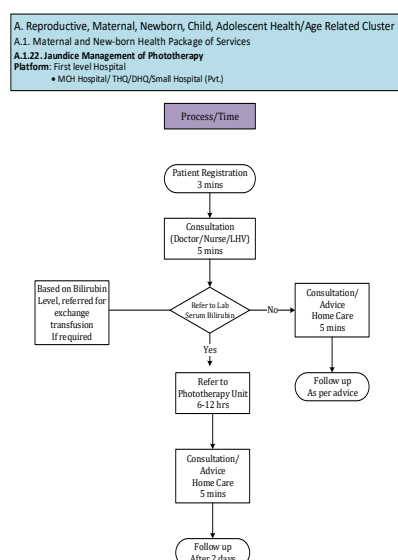 A. Reproductive, Maternal, Newborn, Child, Adolescent Health/Age Related Cluster
A.1. Maternal and New-born Health Package of Services
A.1.22. Jaundice Management of Phototherapy
Platform: First level Hospital
• MCH Hospital/ THQ/DHQ/Small Hospital (Pvt.)
Process/Time
Patient Registration
3 mins
Consultation
(Doctor/Nurse/LHV)
5 mins
Based on Bilirubin
Level, referred for
exchange
transfusion
If required
Refer to Lab
Serum Bilirubin
No
Consultation/
Advice
Home Care
5 mins
Yes
Follow up
As per advice
Refer to
Phototherapy Unit
6-12 hrs
Consultation/
Advice
Home Care
5 mins
Follow up
After 2 days